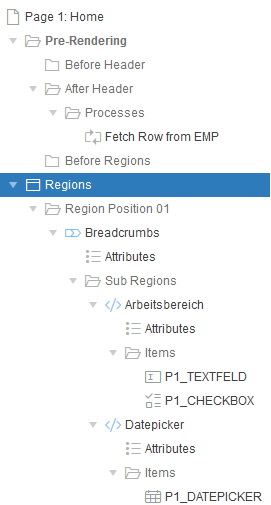 Page 1: Home
Pre-Rendering
Before Header
After Header
Processes
Fetch Row from EMP
Before Regions
Regions
Region Position 01
Breadcrumbs
Attributes
Sub Regions
Arbeitsbereich
Attributes
Items
P1_TEXTFELD
P1_CHECKBOX
Datepicker
Attributes
Items
P1_DATEPICKER